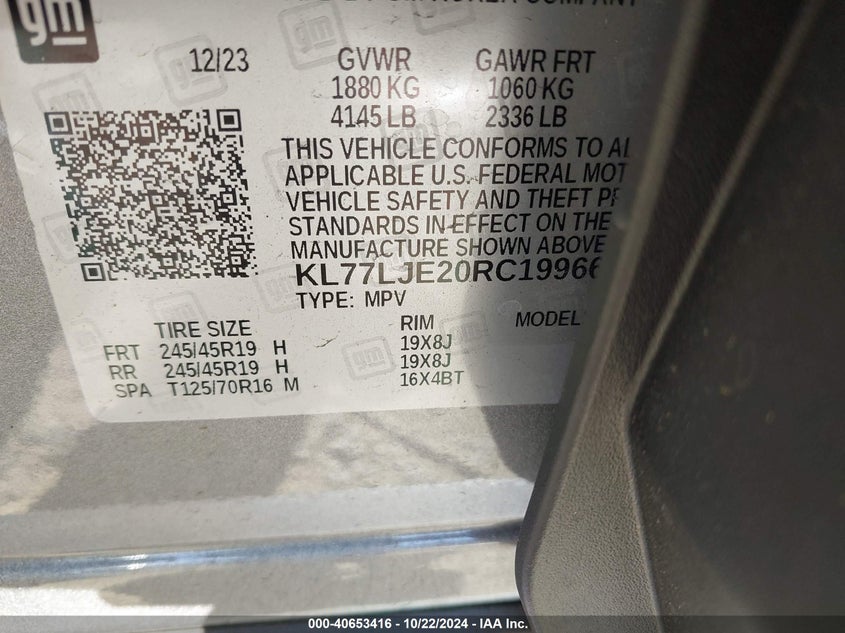 gm
12/23 GVWR GAWR FRT
1880 KG 1060 KG
4145 LB 2336 LB
THIS VEHICLE CONFORMS TO
APPLICABLE U.S. FEDERAL
VEHICLE SAFETY AND THEFT
STANDARDS IN EFFECT ON THE
MANUFACTURE SHOWN ABOVE
KL77LJE20RC19966
TYPE: MPV
TIRE SIZE RIM MODEL
FRT 245/45R19 H 19X8J
RR 245/45R19 H 19X8J
SPA T125/70R16 M 16X4BT
000-40653416 - 10/22/2024 - IAA Inc.